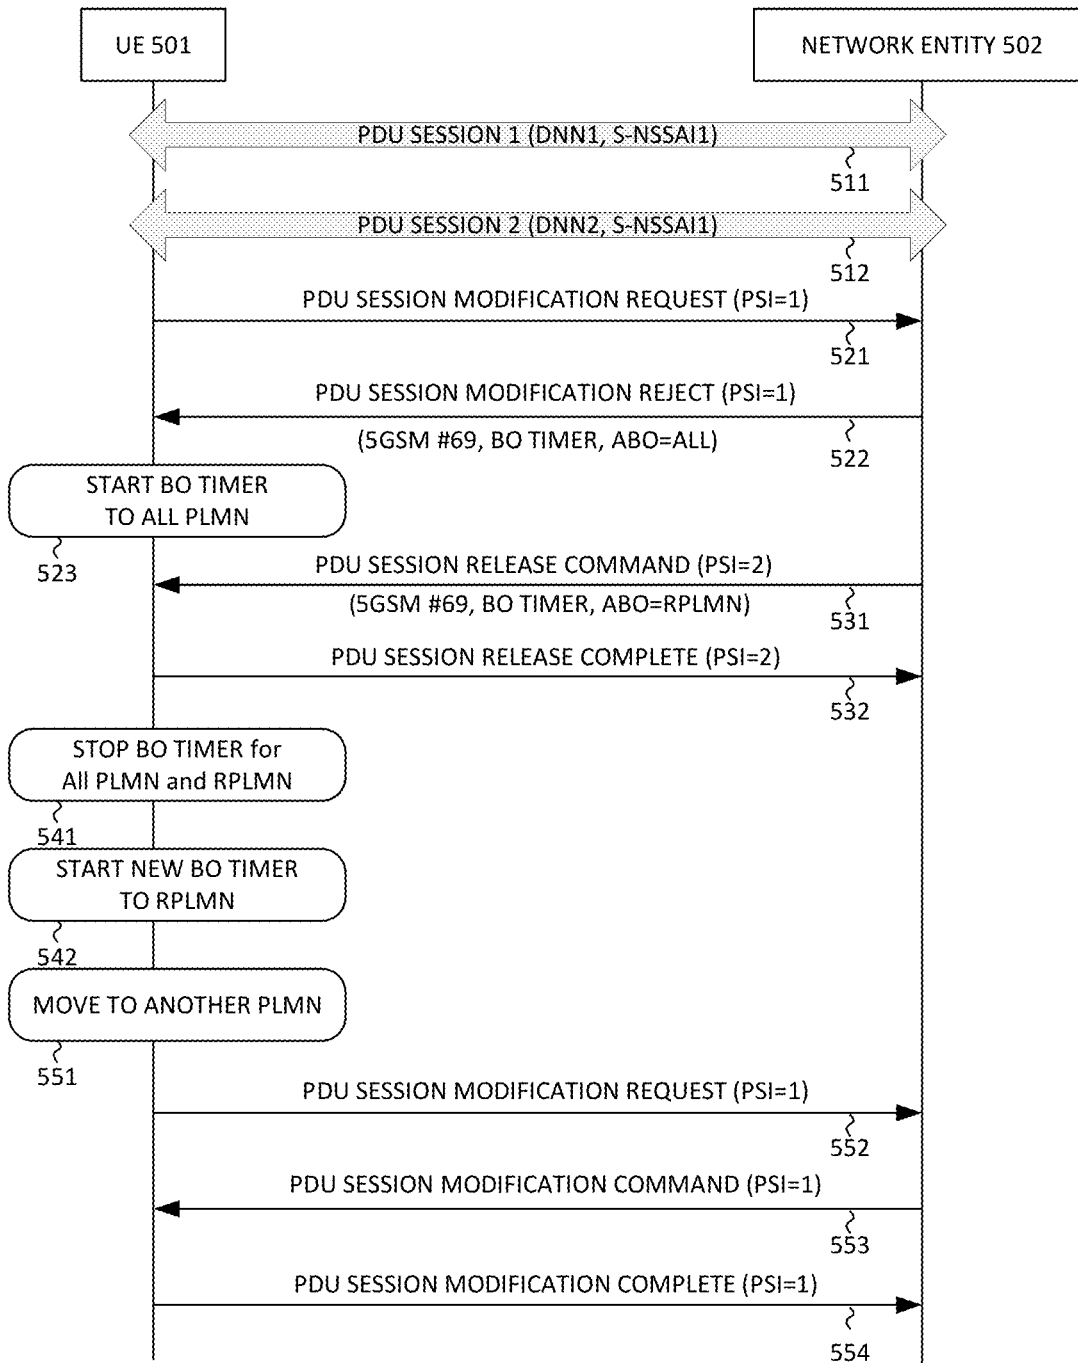 UE 501
NETWORK ENTITY 502
PDU SESSION 1 (DNN1, S-NSSAI1)
511
PDU SESSION 2 (DNN2, S-NSSAI1)
512
PDU SESSION MODIFICATION REQUEST (PSI=1)
521
PDU SESSION MODIFICATION REJECT (PSI=1)
(5GSM #69, BO TIMER, ABO=ALL)
522
START BO TIMER
TO ALL PLMN
523
PDU SESSION RELEASE COMMAND (PSI=2)
(5GSM #69, BO TIMER, ABO=RPLMN)
531
PDU SESSION RELEASE COMPLETE (PSI=2)
532
STOP BO TIMER for
All PLMN and RPLMN
541
START NEW BO TIMER
TO RPLMN
542
MOVE TO ANOTHER PLMN
551
PDU SESSION MODIFICATION REQUEST (PSI=1)
552
PDU SESSION MODIFICATION COMMAND (PSI=1)
553
PDU SESSION MODIFICATION COMPLETE (PSI=1)
554